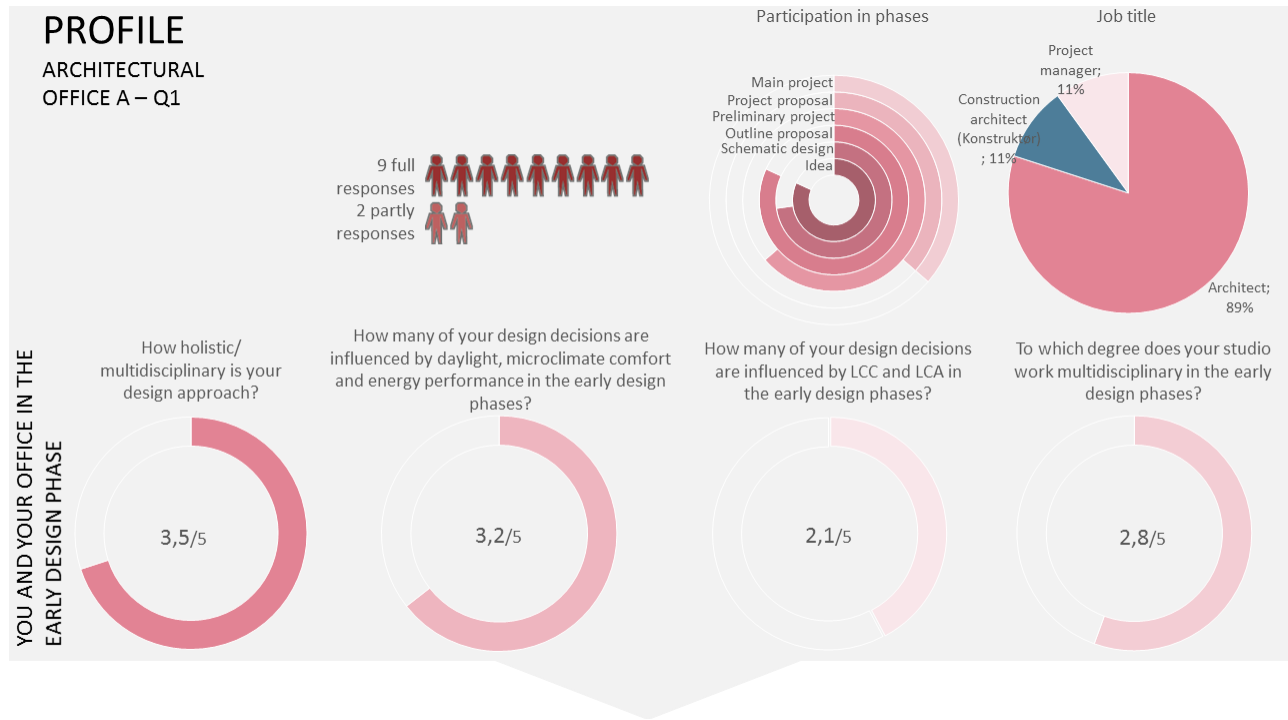 PROFILE
ARCHITECTURAL
OFFICE A – Q1
9 full
responses
2 partly
responses
Participation in phases
Main project
Project proposal
Preliminary project
Outline proposal
Schematic design
Idea
Job title
Project
manager;
11%
Construction
architect
(Konstruktør)
; 11%
Architect;
89%
YOU AND YOUR OFFICE IN THE
EARLY DESIGN PHASE
How holistic/
multidisciplinary is your
design approach?
3,5/5
How many of your design decisions are
influenced by daylight, microclimate comfort
and energy performance in the early design
phases?
3,2/5
How many of your design decisions
are influenced by LCC and LCA in
the early design phases?
2,1/5
To which degree does your studio
work multidisciplinary in the early
design phases?
2,8/5